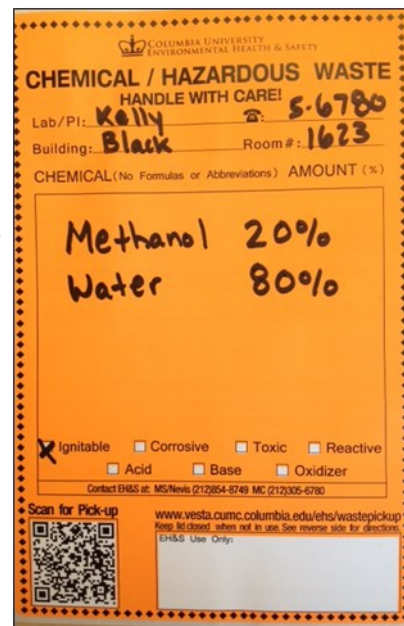 COLUMBIA UNIVERSITY
ENVIRONMENTAL HEALTH & SAFETY
CHEMICAL / HAZARDOUS WASTE
HANDLE WITH CARE!
Lab/PI: Kelly ☎: 5-6780
Building: Black Room#: 1623
CHEMICAL (No Formulas or Abbreviations) AMOUNT (%)
Methanol 20%
Water 80%
Ignitable Corrosive Toxic Reactive
Acid Base Oxidizer
Contact EH&S at: MS/Nevis (212)854-8749 MC (212)305-6780
Scan for Pick-up
www.vesta.cumc.columbia.edu/ehs/wastepickup
Keep lid closed when not in use. See reverse side for directions.
EH&S Use Only: